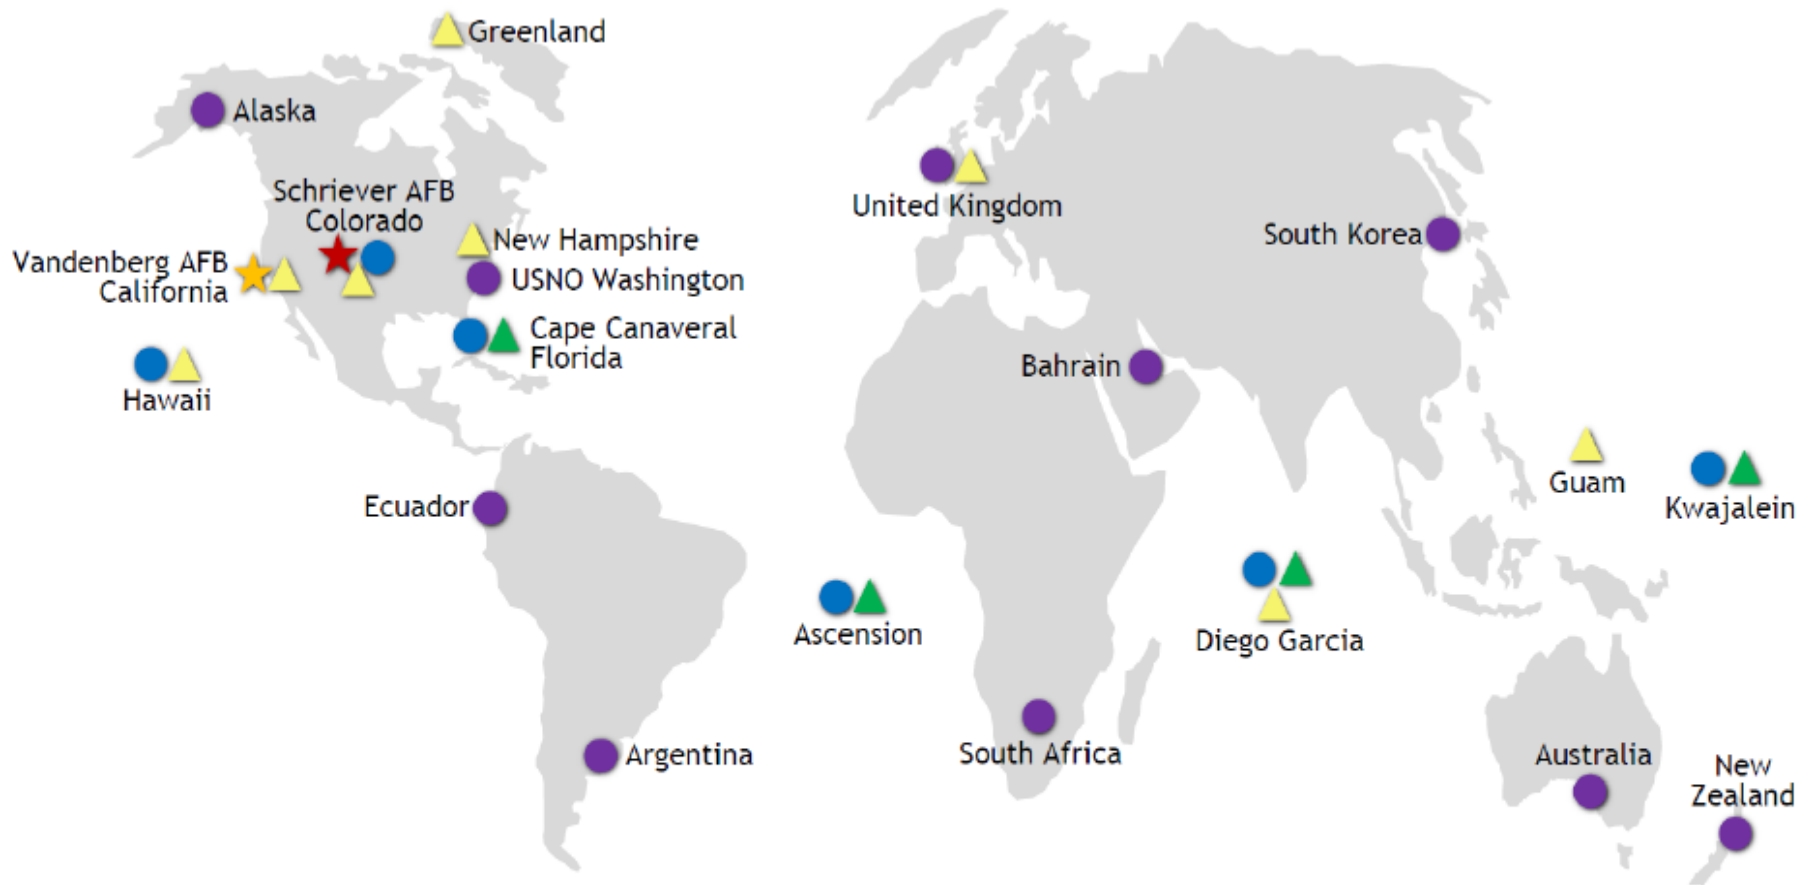 Greenland
Alaska
Schriever AFB
Colorado
Vandenberg AFB
California
New Hampshire
USNO Washington
Cape Canaveral
Florida
Hawaii
United Kingdom
South Korea
Bahrain
Ecuador
Guam
Kwajalein
Ascension
Diego Garcia
Argentina
South Africa
Australia
New
Zealand